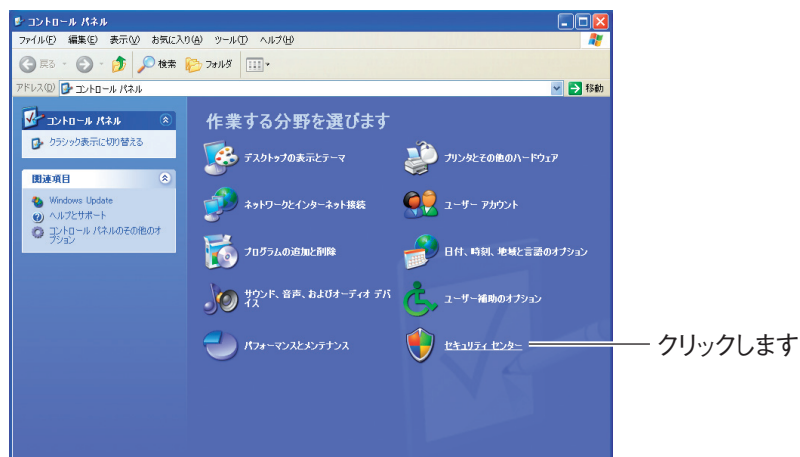 コントロール パネル
ファイル(F) 編集(E) 表示(V) お気に入り(A) ツール(T) ヘルプ(H)
戻る 検索 フォルダ
アドレス(D) コントロール パネル 移動
コントロール パネル
クラシック表示に切り替える
関連項目
Windows Update
ヘルプとサポート
コントロール パネルのその他のオ
プション
作業する分野を選びます
デスクトップの表示とテーマ
プリンタとその他のハードウェア
ネットワークとインターネット接続
ユーザー アカウント
プログラムの追加と削除
日付、時刻、地域と言語のオプション
サウンド、音声、およびオーディオ デバ
イス
ユーザー補助のオプション
パフォーマンスとメンテナンス
セキュリティ センター
クリックします